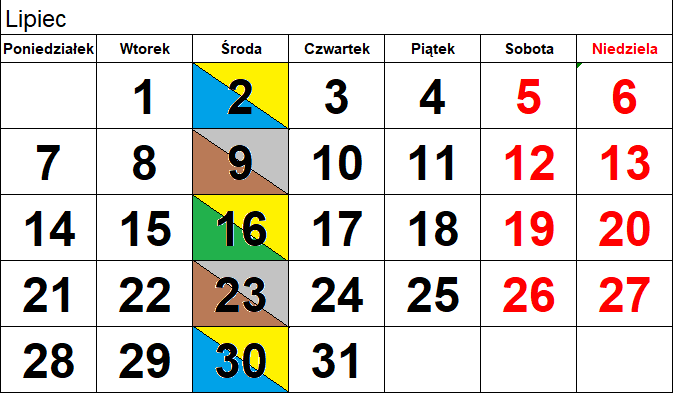 Lipiec
Poniedziałek Wtorek Środa Czwartek Piątek Sobota Niedziela
1 2 3 4 5 6
7 8 9 10 11 12 13
14 15 16 17 18 19 20
21 22 23 24 25 26 27
28 29 30 31